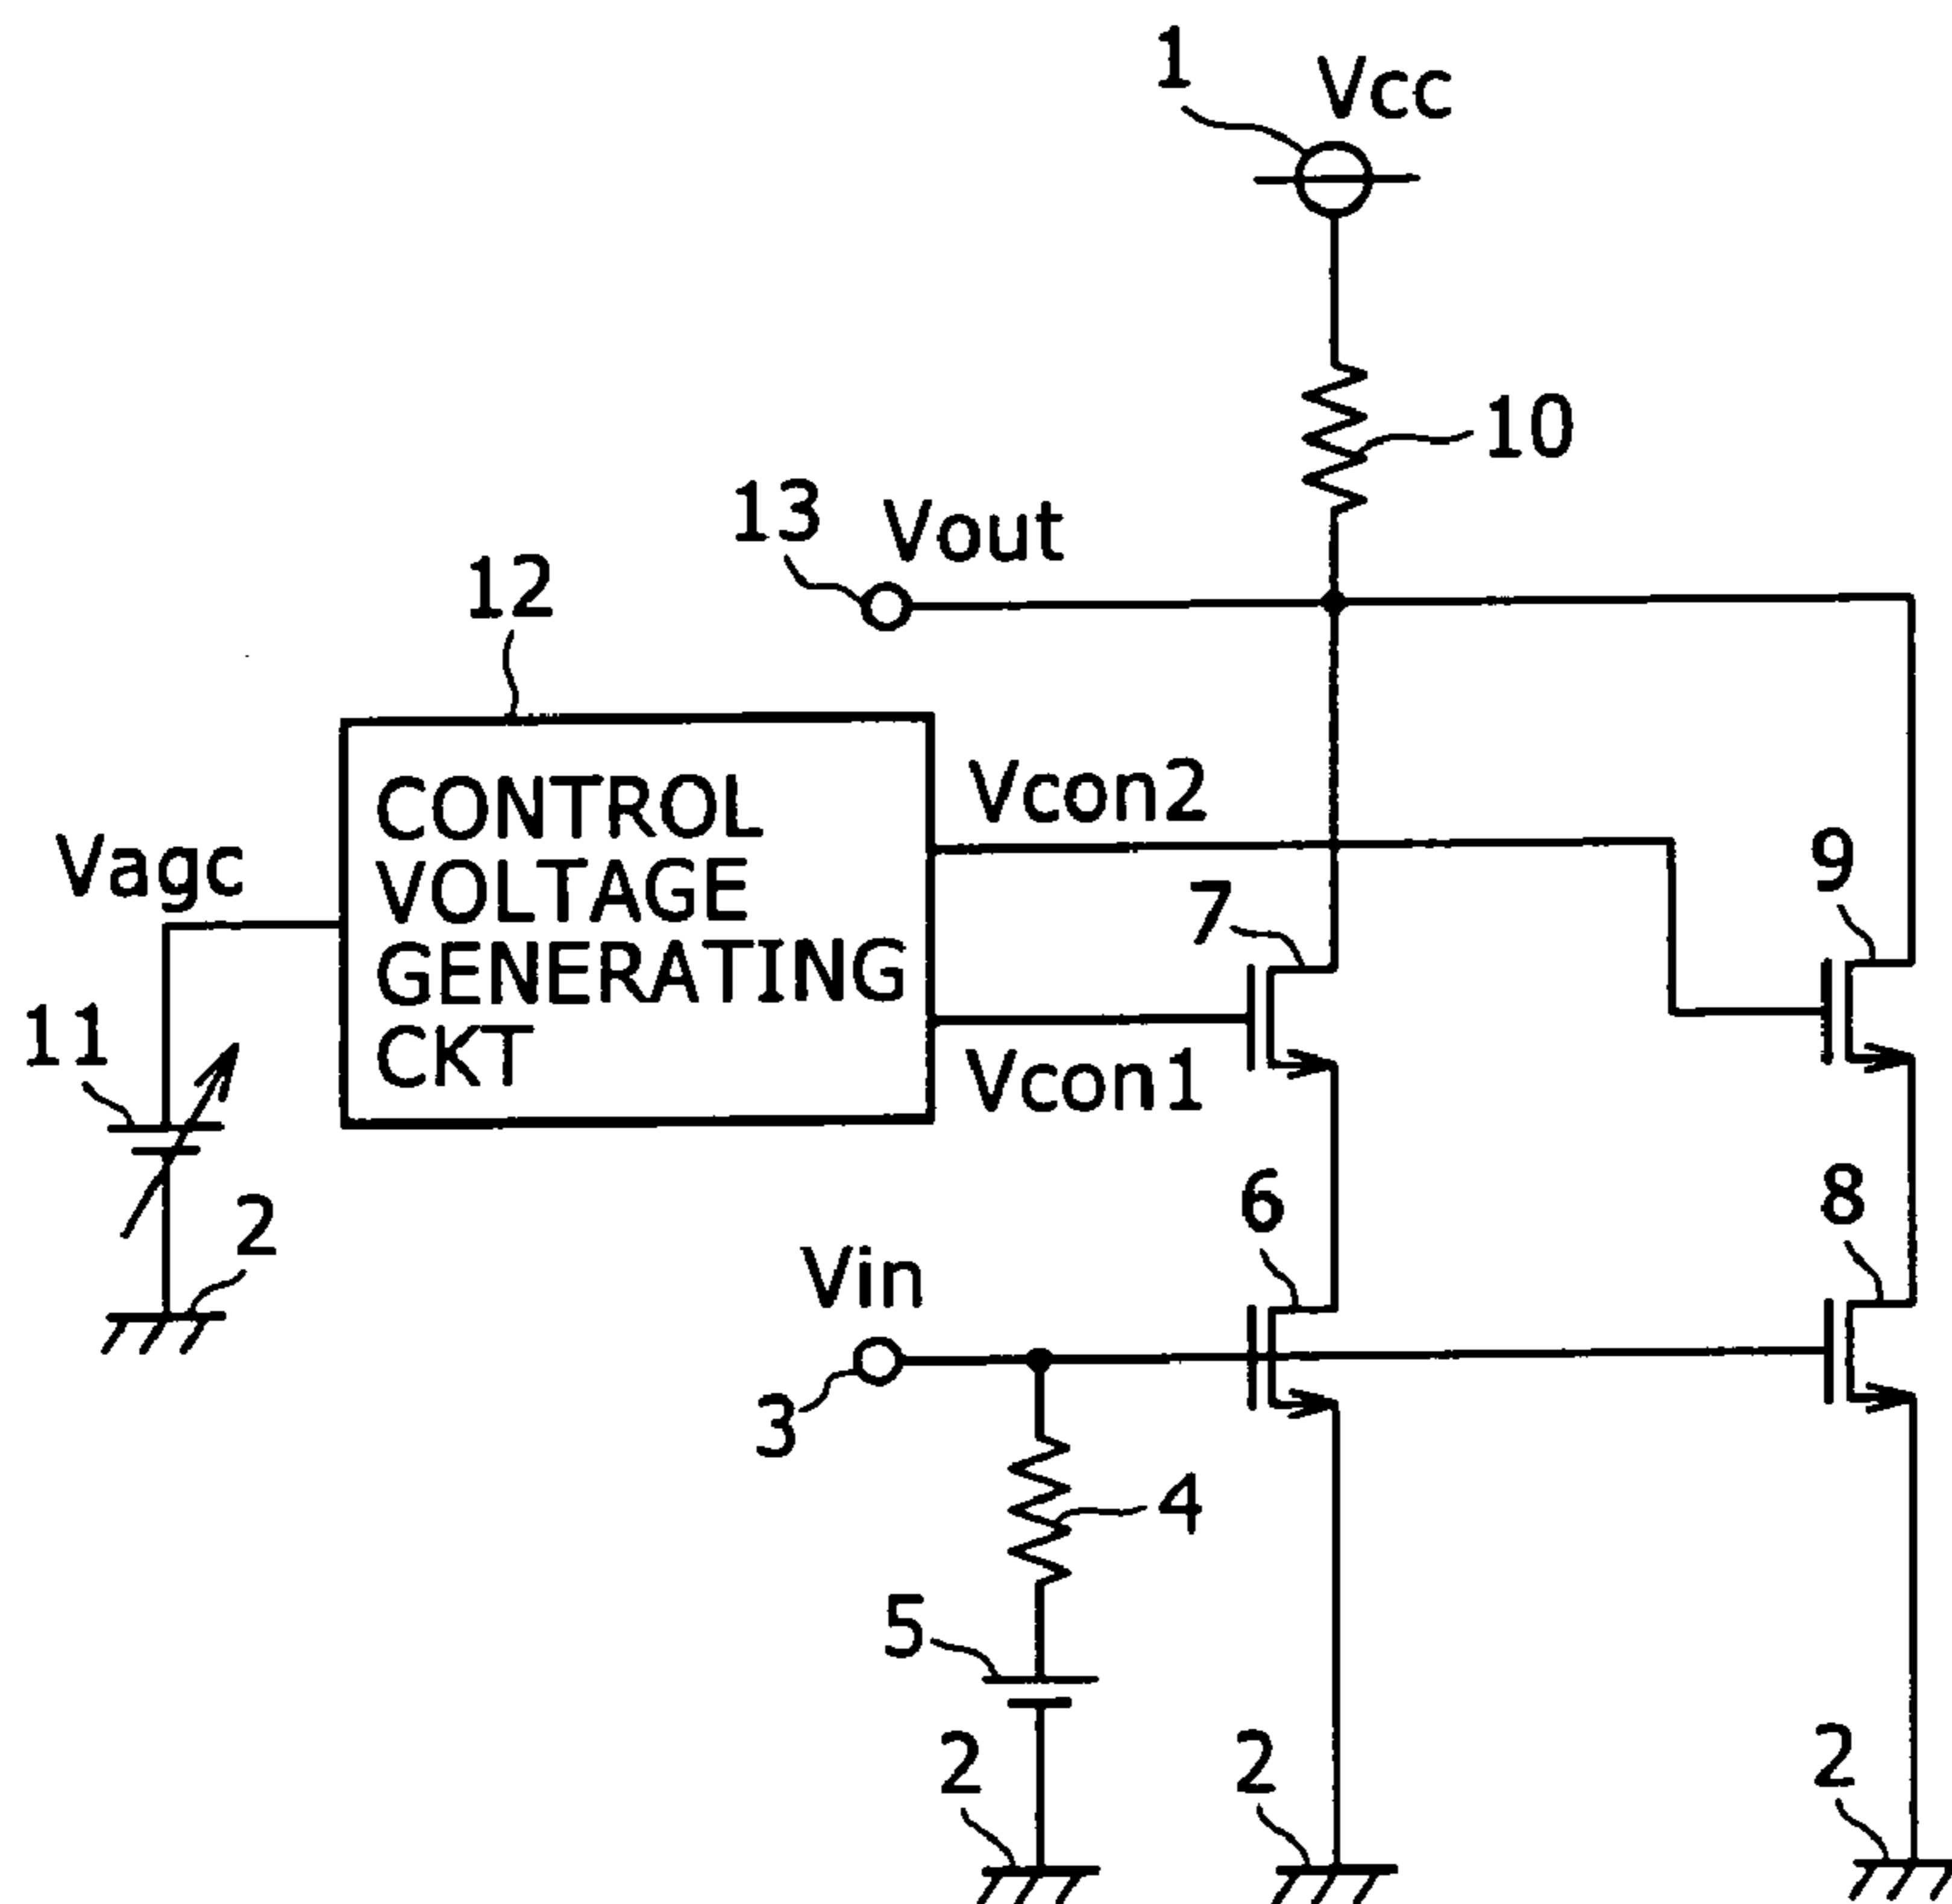 1
Vcc
10
13
Vout
12
CONTROL
VOLTAGE
GENERATING
CKT
Vcon2
Vagc
9
7
11
Vcon1
2
6
8
Vin
3
4
5
2
2
2